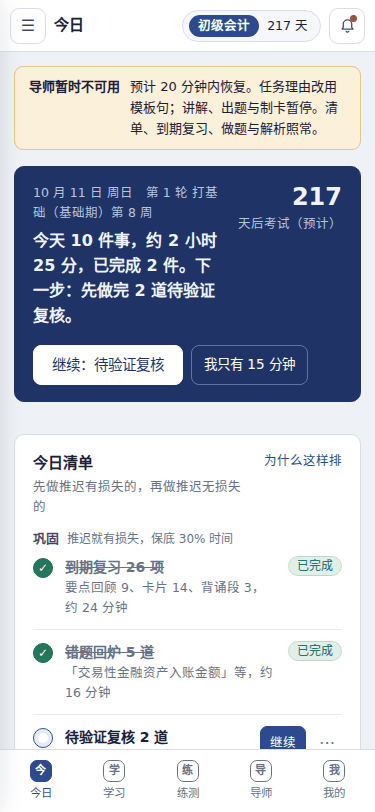 今日
初级会计 217 天
导师暂时不可用 预计 20 分钟内恢复。任务理由改用
模板句；讲解、出题与制卡暂停。清
单、到期复习、做题与解析照常。
10 月 11 日 周日 第 1 轮 打基
础（基础期）第 8 周
217
天后考试（预计）
今天 10 件事，约 2 小时
25 分，已完成 2 件。下
一步：先做完 2 道待验证
复核。
继续：待验证复核
我只有 15 分钟
今日清单
为什么这样排
先做推迟有损失的，再做推迟无损失
的
巩固 推迟就有损失，保底 30% 时间
到期复习 26 项
已完成
要点回顾 9、卡片 14、背诵段 3，
约 24 分钟
错题回炉 5 道
已完成
「交易性金融资产入账金额」等，约
16 分钟
待验证复核 2 道
继续 …
今 学 练 导 我
今日 学习 练测 导师 我的